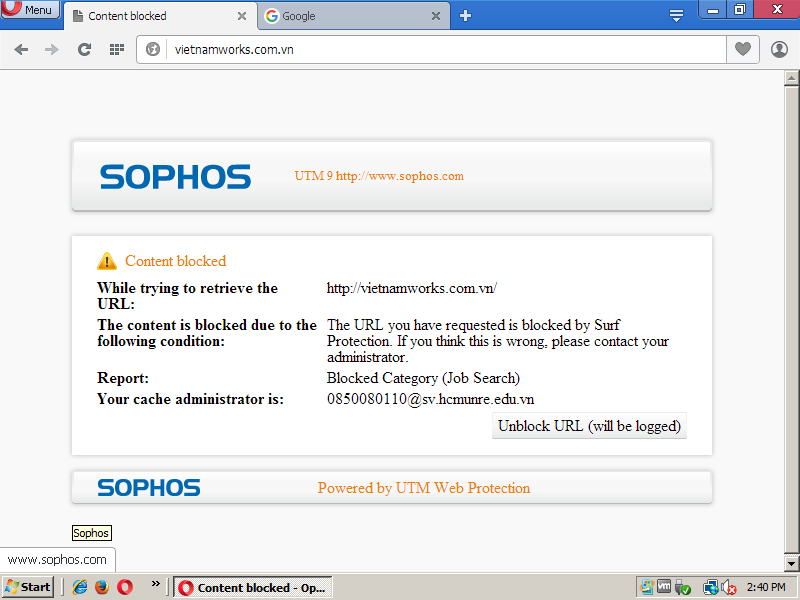 Menu
Content blocked
Google
vietnamworks.com.vn
SOPHOS
UTM 9 http://www.sophos.com
Content blocked
While trying to retrieve the
URL:
http://vietnamworks.com.vn/
The content is blocked due to the
following condition:
The URL you have requested is blocked by Surf
Protection. If you think this is wrong, please contact your
administrator.
Report:
Blocked Category (Job Search)
Your cache administrator is:
0850080110@sv.hcmunre.edu.vn
Unblock URL (will be logged)
SOPHOS
Powered by UTM Web Protection
Sophos
www.sophos.com
Start
Content blocked - Op...
vm
2:40 PM